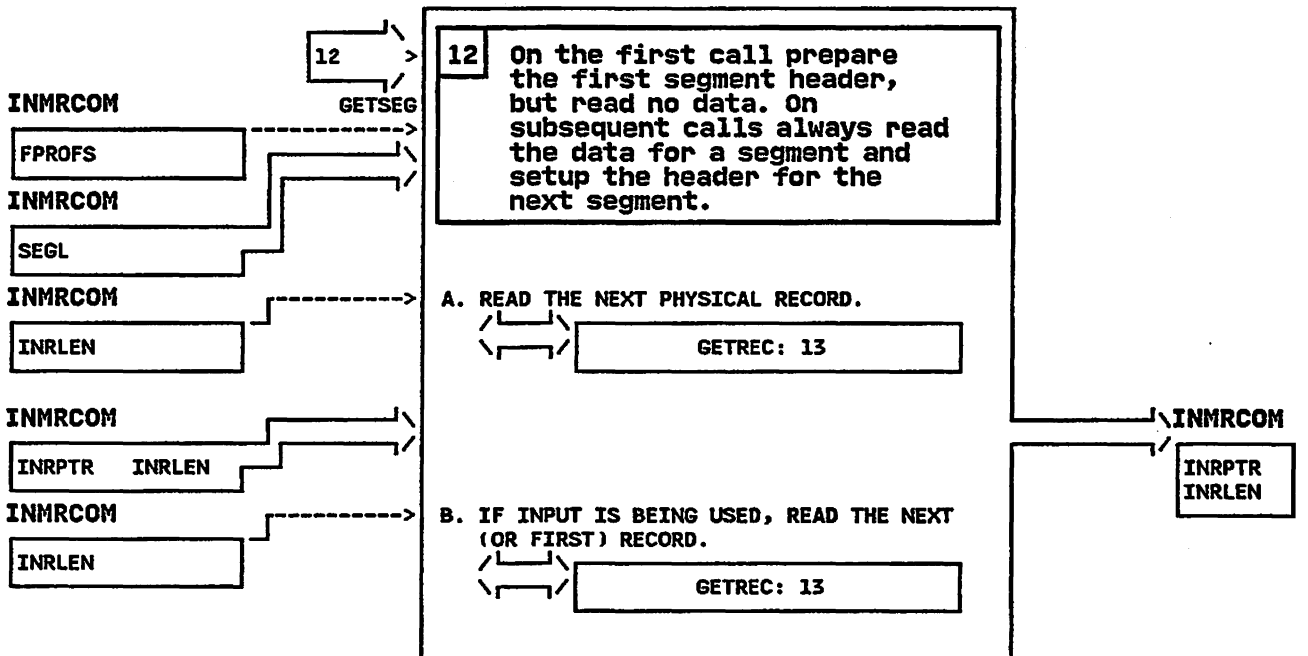 12
12 On the first call prepare
the first segment header,
but read no data. On
subsequent calls always read
the data for a segment and
setup the header for the
next segment.
INMRCOM GETSEG
FPROFS
INMRCOM
SEGL
INMRCOM
INRLEN
A. READ THE NEXT PHYSICAL RECORD.
GETREC: 13
INMRCOM
INRPTR INRLEN
INMRCOM
INRPTR
INRLEN
INMRCOM
INRLEN
B. IF INPUT IS BEING USED, READ THE NEXT
(OR FIRST) RECORD.
GETREC: 13